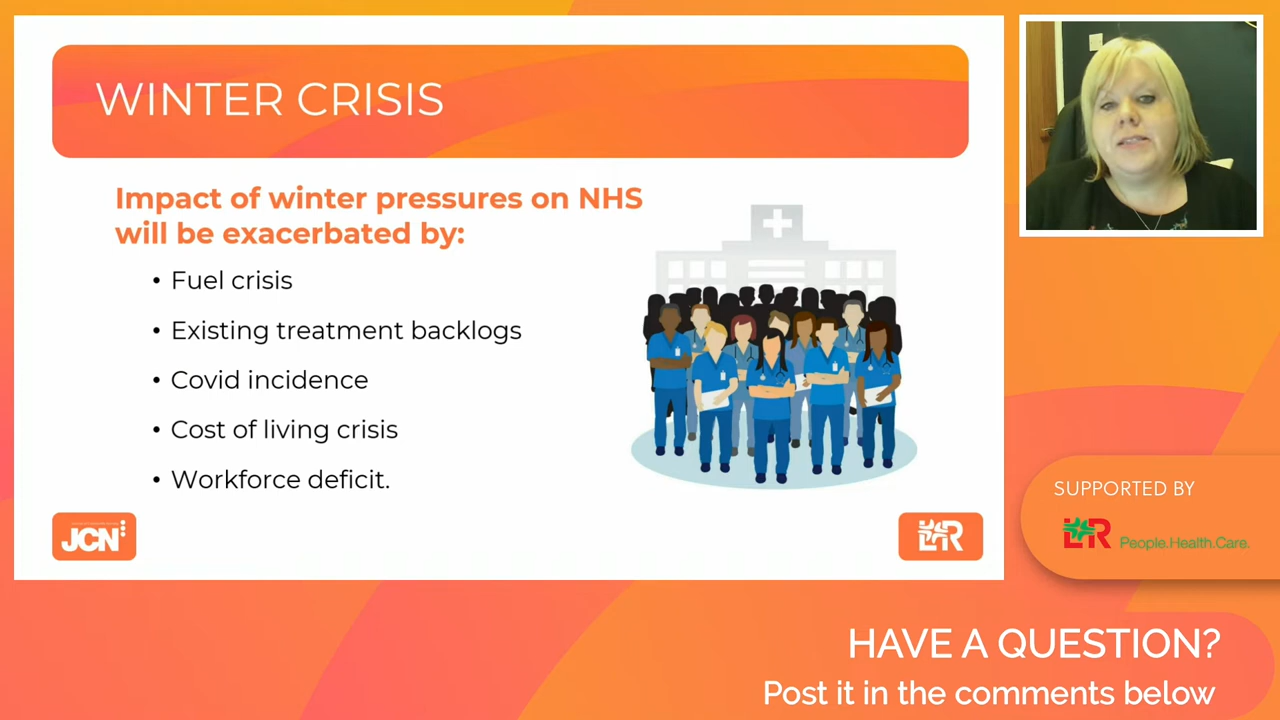 WINTER CRISIS
Impact of winter pressures on NHS
will be exacerbated by:
• Fuel crisis
• Existing treatment backlogs
• Covid incidence
• Cost of living crisis
• Workforce deficit.
JCN
L&R
SUPPORTED BY
L&R People.Health.Care.
HAVE A QUESTION?
Post it in the comments below